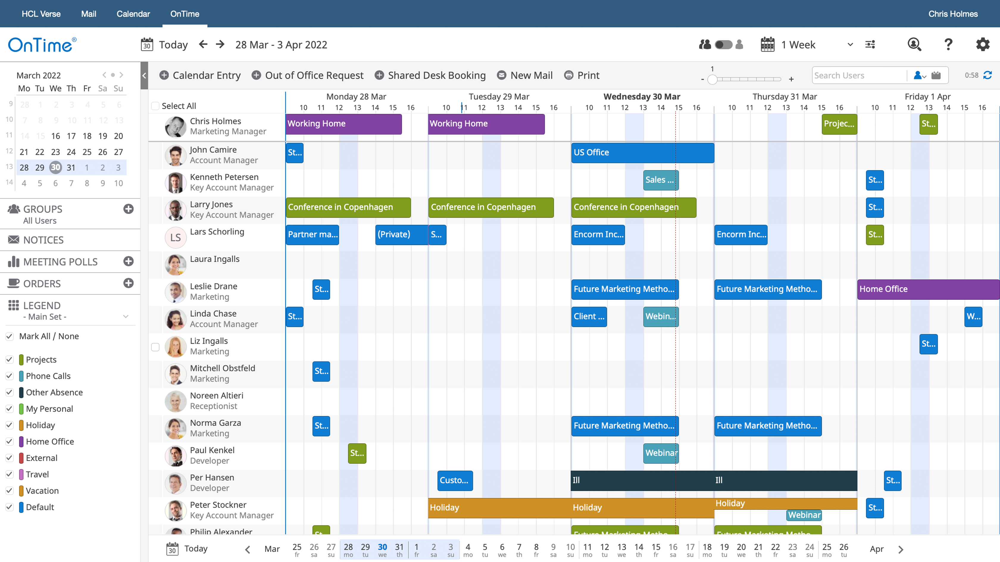 HCL Verse Mail Calendar OnTime Chris Holmes
OnTime®
30 Today 28 Mar - 3 Apr 2022 1 Week ?
Calendar Entry Out of Office Request Shared Desk Booking New Mail Print - 1 + Search Users 0:58
March 2022
Mo Tu We Th Fr Sa Su
9 28 1 2 3 4 5 6
10 7 8 9 10 11 12 13
11 14 15 16 17 18 19 20
12 21 22 23 24 25 26 27
13 28 29 30 31 1 2 3
14 4 5 6 7 8 9 10
GROUPS
All Users
NOTICES
MEETING POLLS
ORDERS
LEGEND
- Main Set -
Mark All / None
Projects
Phone Calls
Other Absence
My Personal
Holiday
Home Office
External
Travel
Vacation
Default
Monday 28 Mar Tuesday 29 Mar Wednesday 30 Mar Thursday 31 Mar Friday 1 Apr
Select All 10 11 12 13 14 15 16 10 11 12 13 14 15 16 10 11 12 13 14 15 16 10 11 12 13 14 15 16 10 11 12 13 14 15 16
Chris Holmes
Marketing Manager
Working Home Working Home Projec... St...
John Camire
Account Manager
St... US Office
Kenneth Petersen
Key Account Manager
Sales ... St...
Larry Jones
Key Account Manager
Conference in Copenhagen Conference in Copenhagen Conference in Copenhagen St...
LS Lars Schorling
Partner ma... (Private) S... Encorm Inc... Encorm Inc... St...
Laura Ingalls
Leslie Drane
Marketing
St... Future Marketing Metho... Future Marketing Metho... Home Office
Linda Chase
Account Manager
St... Client ... Webin... W...
Liz Ingalls
Marketing
St...
Mitchell Obstfeld
Marketing
St...
Noreen Altieri
Receptionist
Norma Garza
Marketing
St... Future Marketing Metho... Future Marketing Metho...
Paul Kenkel
Developer
St... Webinar
Per Hansen
Developer
Custo... Ill Ill St...
Peter Stockner
Key Account Manager
Holiday Holiday Holiday Webinar St...
Philip Alexander
St... Future Marketing Metho... Future Marketing Metho...
30 Today Mar 25 26 27 28 29 30 31 1 2 3 4 5 6 7 8 9 10 11 12 13 14 15 16 17 18 19 20 21 22 23 24 25 26 Apr
fr sa su mo tu we th fr sa su mo tu we th fr sa su mo tu we th fr sa su mo tu we th fr sa su mo tu